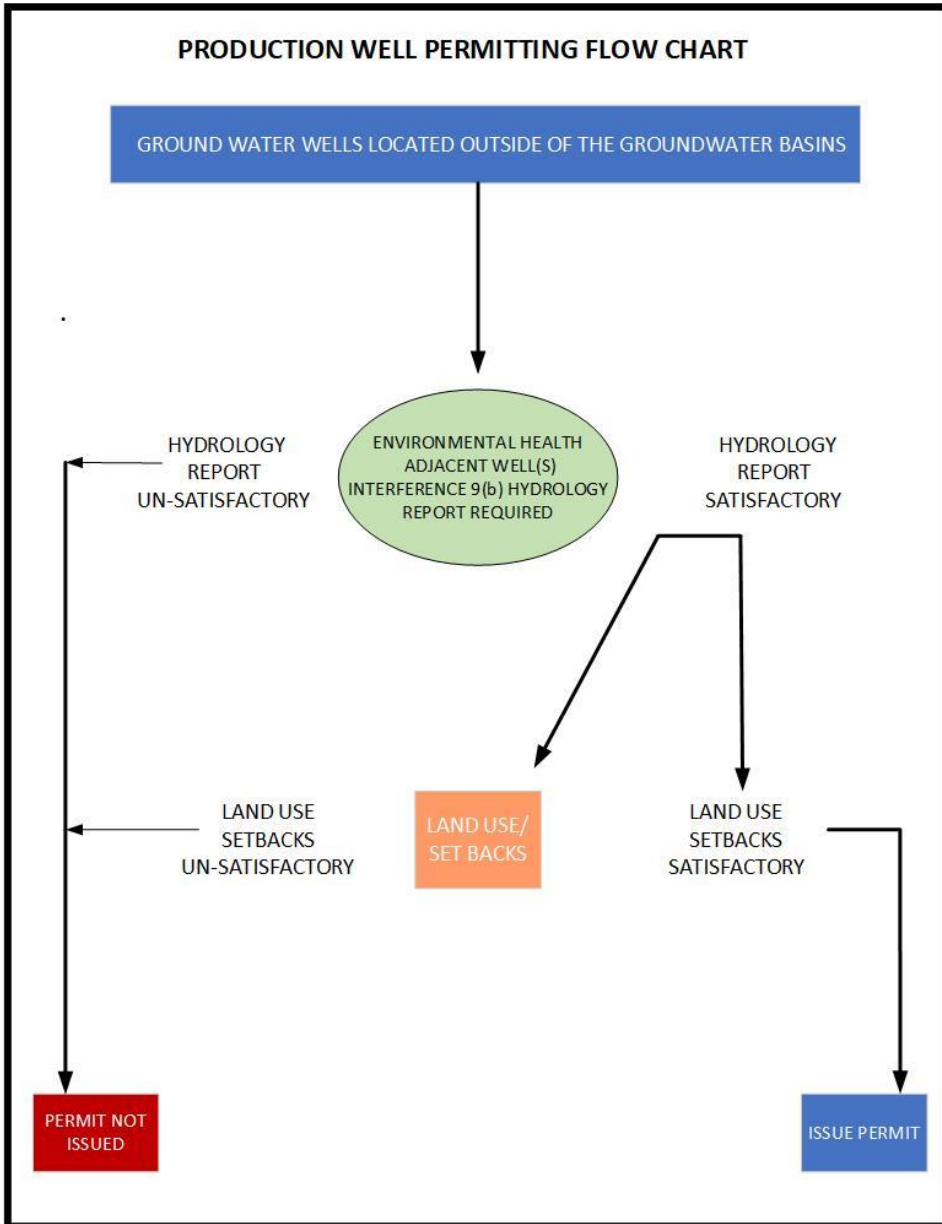 PRODUCTION WELL PERMITTING FLOW CHART
GROUND WATER WELLS LOCATED OUTSIDE OF THE GROUNDWATER BASINS
HYDROLOGY
REPORT
UN-SATISFACTORY
ENVIRONMENTAL HEALTH
ADJACENT WELL(S)
INTERFERENCE 9(b) HYDROLOGY
REPORT REQUIRED
HYDROLOGY
REPORT
SATISFACTORY
LAND USE
SETBACKS
UN-SATISFACTORY
LAND USE/
SET BACKS
LAND USE
SETBACKS
SATISFACTORY
PERMIT NOT
ISSUED
ISSUE PERMIT